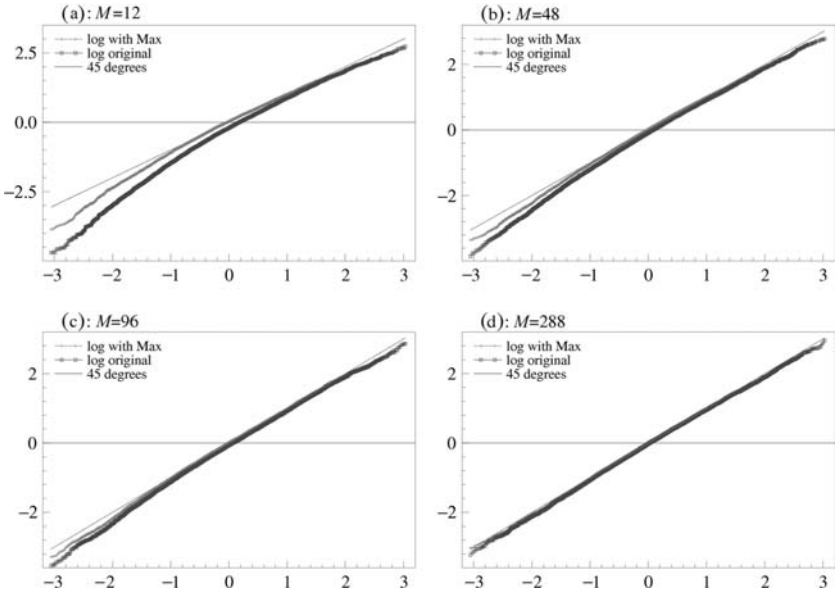 (a): M=12
log with Max
log original
45 degrees
2.5
0.0
−2.5
−3 −2 −1 0 1 2 3
(b): M=48
log with Max
log original
45 degrees
2
0
−2
−3 −2 −1 0 1 2 3
(c): M=96
log with Max
log original
45 degrees
2
0
−2
−3 −2 −1 0 1 2 3
(d): M=288
log with Max
log original
45 degrees
2
0
−2
−3 −2 −1 0 1 2 3